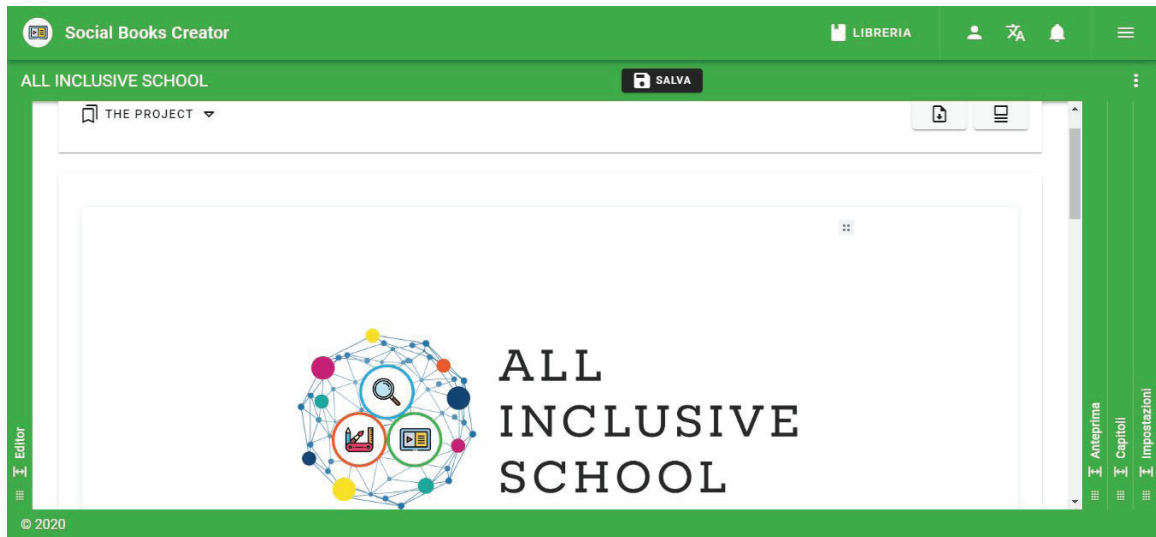 Social Books Creator
LIBRERIA
ALL INCLUSIVE SCHOOL
SALVA
THE PROJECT
ALL
INCLUSIVE
SCHOOL
Editor
Anteprima
Capitoli
Impostazioni
© 2020